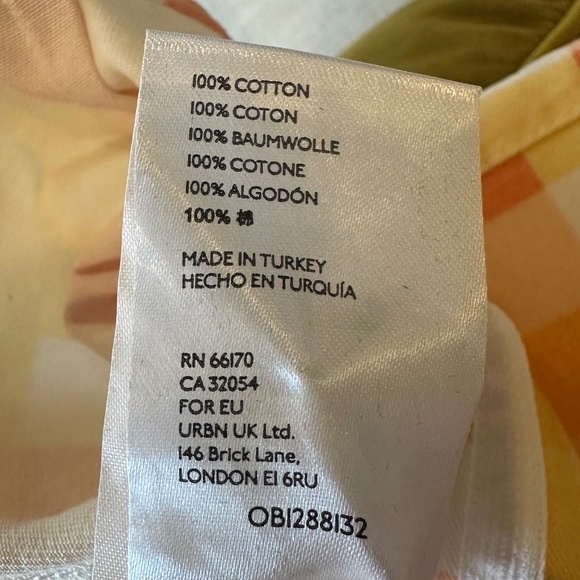 100% COTTON
100% COTON
100% BAUMWOLLE
100% COTONE
100% ALGODÓN
100% 棉
MADE IN TURKEY
HECHO EN TURQUÍA
RN 66170
CA 32054
FOR EU
URBN UK Ltd.
146 Brick Lane,
LONDON E1 6RU
OB1288132